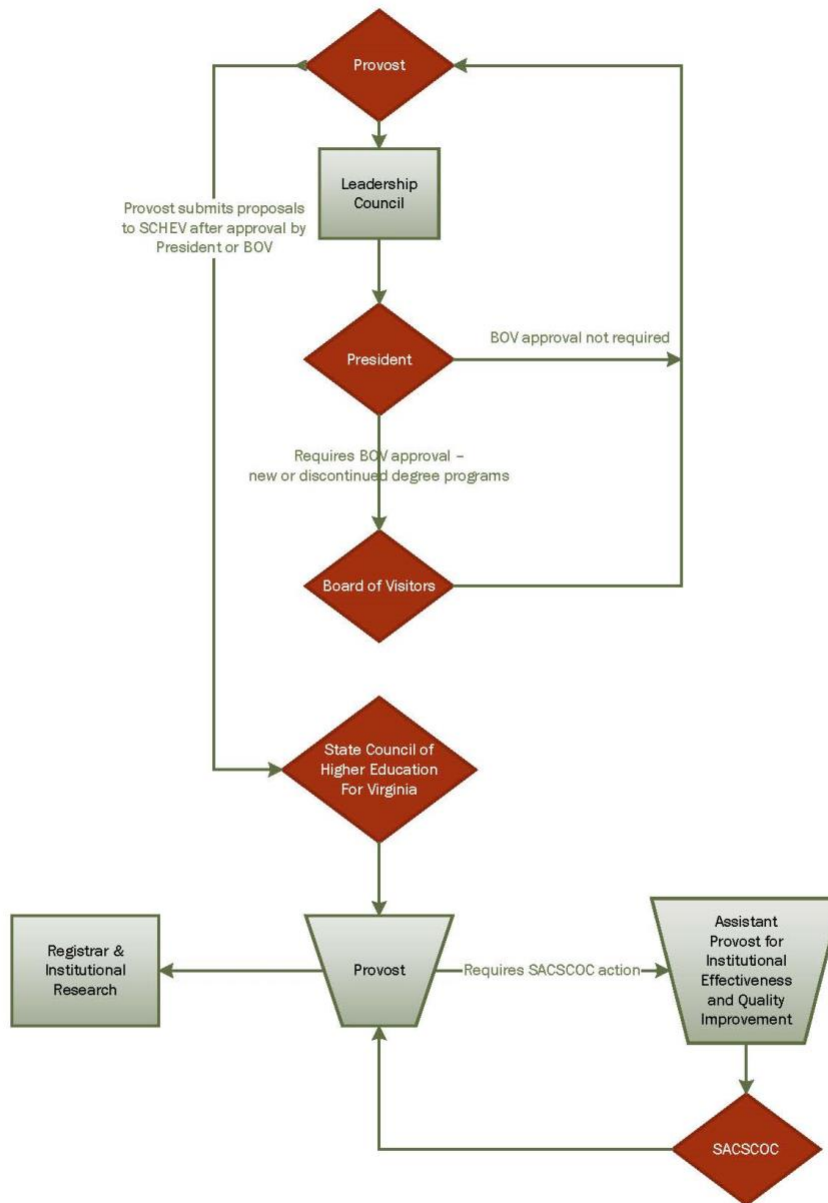 Provost
Leadership
Council
Provost submits proposals
to SCHEV after approval by
President or BOV
President
BOV approval not required
Requires BOV approval –
new or discontinued degree programs
Board of Visitors
State Council of
Higher Education
For Virginia
Registrar &
Institutional
Research
Provost
Requires SACSCOC action
Assistant
Provost for
Institutional
Effectiveness
and Quality
Improvement
SACSCOC